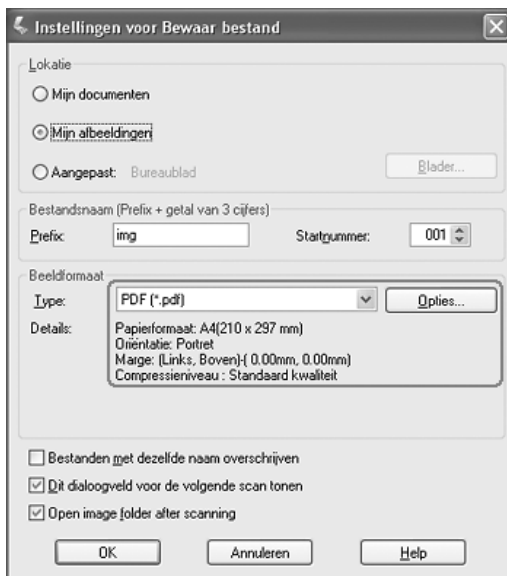 Instellingen voor Bewaar bestand
Lokatie
Mijn documenten
Mijn afbeeldingen
Aangepast: Bureaublad
Blader...
Bestandsnaam (Prefix + getal van 3 cijfers)
Prefix: img Startnummer: 001
Beeldformaat
Type: PDF (*.pdf) Opties...
Details: Papierformaat: A4(210 x 297 mm)
Oriëntatie: Portret
Marge: (Links, Boven)-( 0.00mm, 0.00mm)
Compressieniveau : Standaard kwaliteit
Bestanden met dezelfde naam overschrijven
Dit dialoogveld voor de volgende scan tonen
Open image folder after scanning
OK Annuleren Help